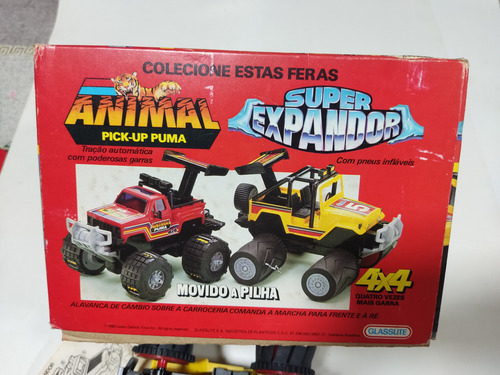 COLECIONE ESTAS FERAS
ANIMAL
PICK-UP PUMA
Tração automática
com poderosas garras
SUPER
EXPANDOR
Com pneus infláveis
ANIMAL
PUMA
MOVIDO A PILHA
4x4
QUATRO VEZES
MAIS GARRA
ALAVANCA DE CÂMBIO SOBRE A CARROCERIA COMANDA A MARCHA PARA FRENTE E A RÉ.
GLASSLITE